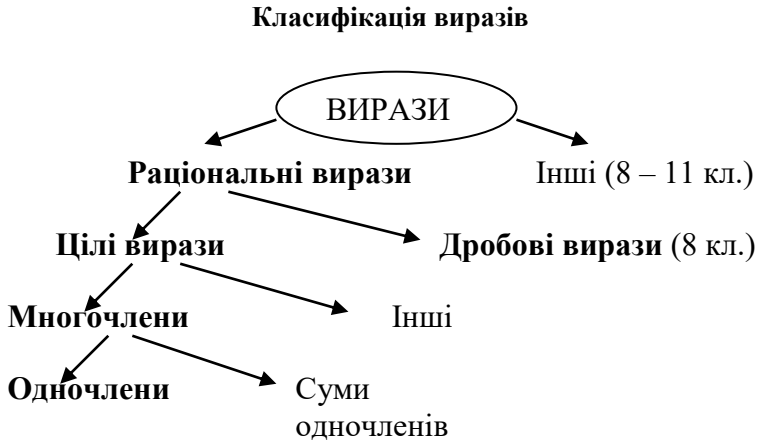 Класифікація виразів
ВИРАЗИ
Раціональні вирази Інші (8 – 11 кл.)
Цілі вирази Дробові вирази (8 кл.)
Многочлени Інші
Одночлени Суми
одночленів